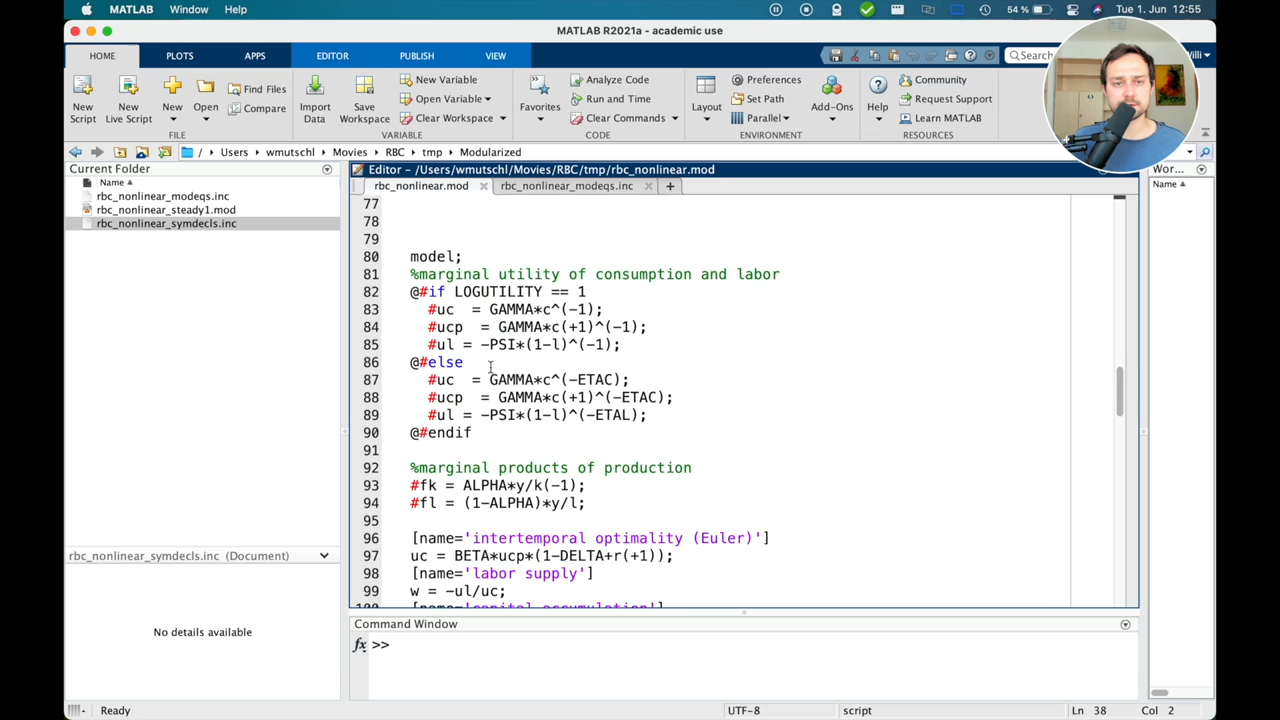 MATLAB Window Help 54 % Tue 1. Jun 12:55
MATLAB R2021a - academic use
HOME PLOTS APPS EDITOR PUBLISH VIEW Search
New Script
New Live Script
New
Open
Find Files
Compare
FILE
Import Data
Save Workspace
New Variable
Open Variable
Clear Workspace
VARIABLE
Favorites
Analyze Code
Run and Time
Clear Commands
CODE
Layout
Preferences
Set Path
Parallel
ENVIRONMENT
Add-Ons
Help
Community
Request Support
Learn MATLAB
RESOURCES
/ Users wmutschl Movies RBC tmp Modularized
Current Folder
Name
rbc_nonlinear_modeqs.inc
rbc_nonlinear_steady1.mod
rbc_nonlinear_symdecls.inc
rbc_nonlinear_symdecls.inc (Document)
No details available
Editor - /Users/wmutschl/Movies/RBC/tmp/rbc_nonlinear.mod
rbc_nonlinear.mod rbc_nonlinear_modeqs.inc
77
78
79
80 model;
81 %marginal utility of consumption and labor
82 @#if LOGUTILITY == 1
83 #uc = GAMMA*c^(-1);
84 #ucp = GAMMA*c(+1)^(-1);
85 #ul = -PSI*(1-l)^(-1);
86 @#else
87 #uc = GAMMA*c^(-ETAC);
88 #ucp = GAMMA*c(+1)^(-ETAC);
89 #ul = -PSI*(1-l)^(-ETAL);
90 @#endif
91
92 %marginal products of production
93 #fk = ALPHA*y/k(-1);
94 #fl = (1-ALPHA)*y/l;
95
96 [name='intertemporal optimality (Euler)']
97 uc = BETA*ucp*(1-DELTA+r(+1));
98 [name='labor supply']
99 w = -ul/uc;
100 [name='capital accumulation']
Command Window
fx >>
Wor...
Name
Ready UTF-8 script Ln 38 Col 2